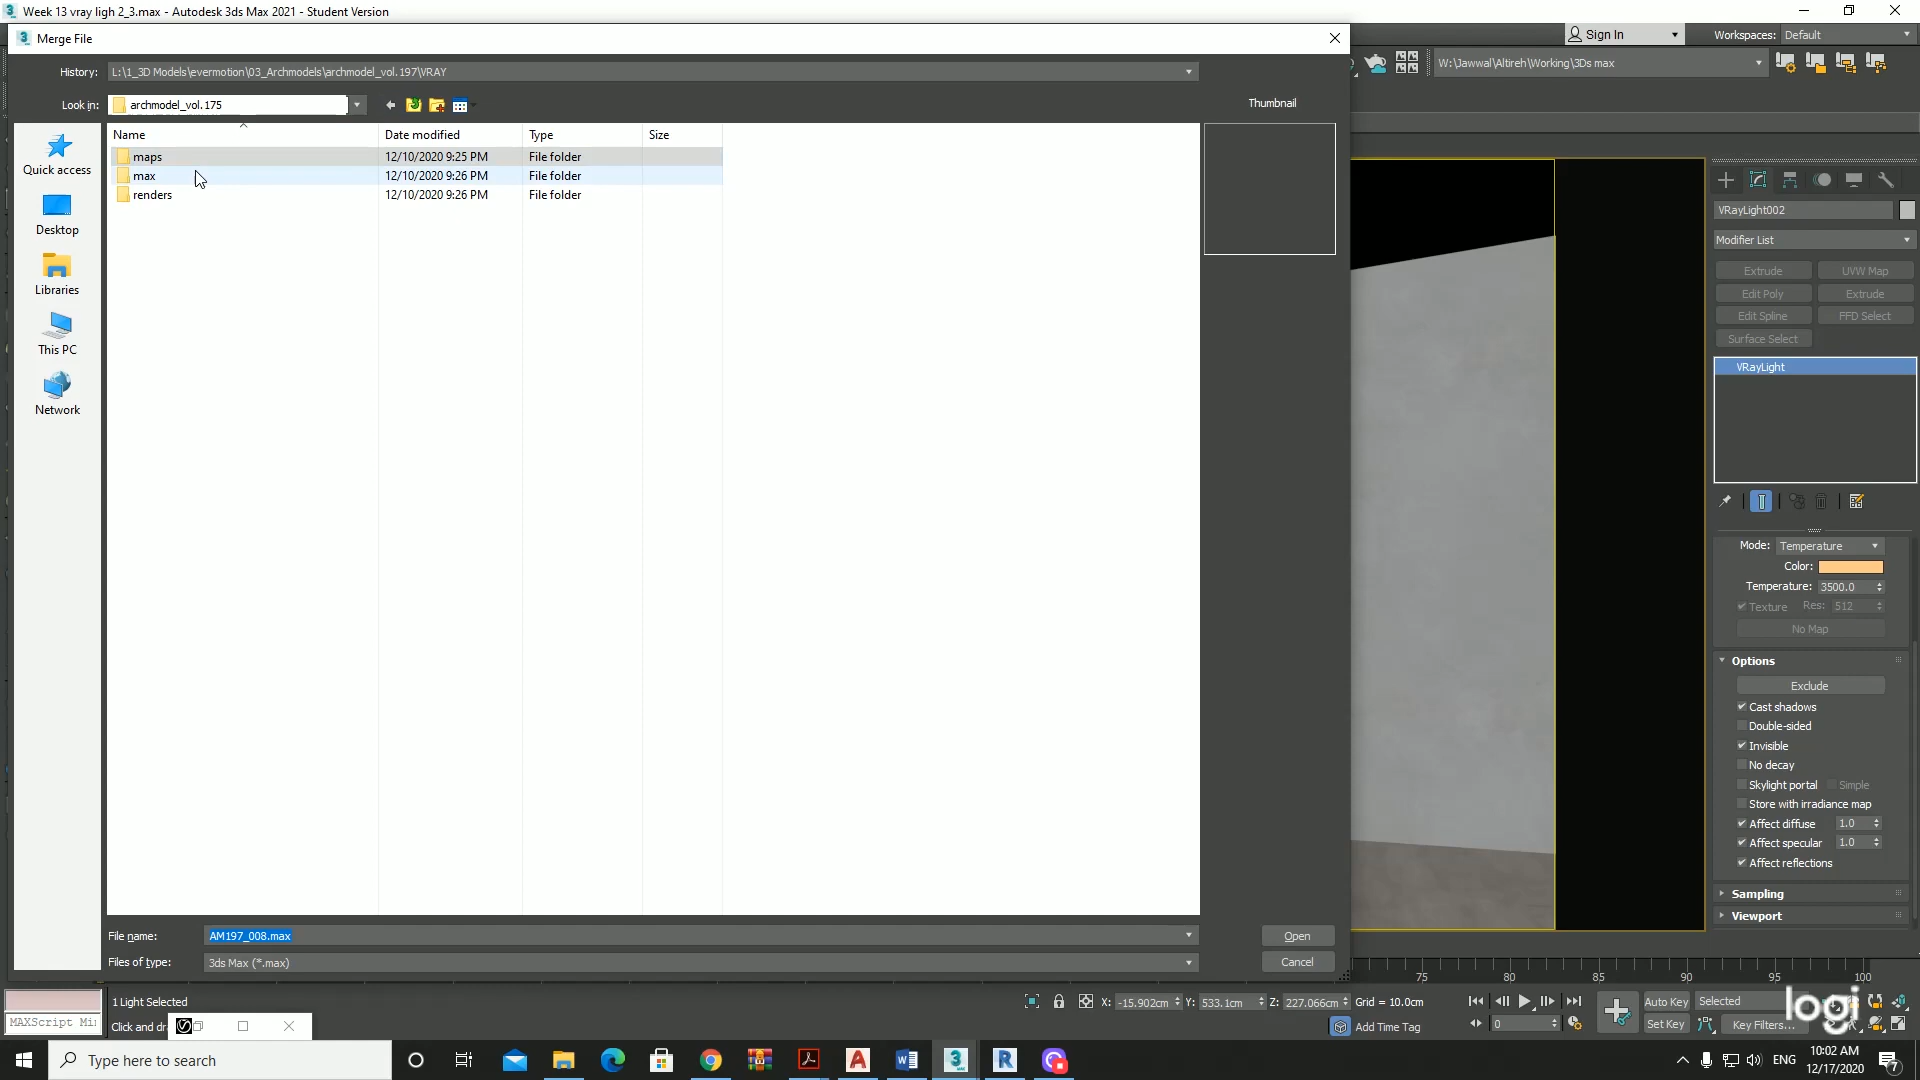 Week 13 vray ligh 2_3.max - Autodesk 3ds Max 2021 - Student Version
Merge File
Sign In
Workspaces: Default
History: L:\1_3D Models\evermotion\03_Archmodels\archmodel_vol.197\VRAY
W:\Jawwal\Altireh\Working\3Ds max
Look in: archmodel_vol.175
Thumbnail
Name Date modified Type Size
maps 12/10/2020 9:25 PM File folder
max 12/10/2020 9:26 PM File folder
renders 12/10/2020 9:26 PM File folder
Quick access
Desktop
Libraries
This PC
Network
VRayLight002
Modifier List
Extrude UVW Map
Edit Poly Extrude
Edit Spline FFD Select
Surface Select
VRayLight
Mode: Temperature
Color:
Temperature: 3500.0
Texture Res: 512
No Map
Options
Exclude
Cast shadows
Double-sided
Invisible
No decay
Skylight portal Simple
Store with irradiance map
Affect diffuse 1.0
Affect specular 1.0
Affect reflections
Sampling
Viewport
File name: AM197_008.max
Open
Files of type: 3ds Max (*.max)
Cancel
75 80 85 90 95 100
1 Light Selected
X: -15.902cm Y: 533.1cm Z: 227.066cm Grid = 10.0cm
Auto Key Selected
logi
MAXScript Mi
Click and dr
Add Time Tag
0
Set Key Key Filters...
Type here to search
ENG
10:02 AM
12/17/2020
7